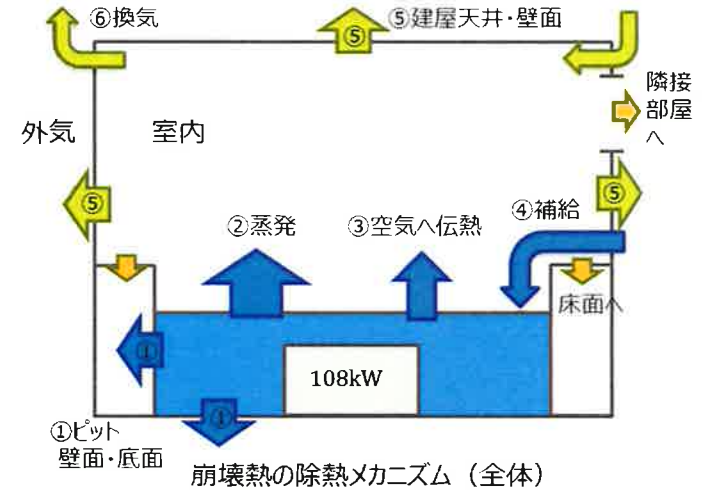 ⑥換気
⑤建屋天井・壁面
⑤
隣接
部屋
へ
外気
室内
⑤
⑤
②蒸発
③空気へ伝熱
④補給
床面へ
①
108kW
①
①ピット
壁面・底面
崩壊熱の除熱メカニズム（全体）